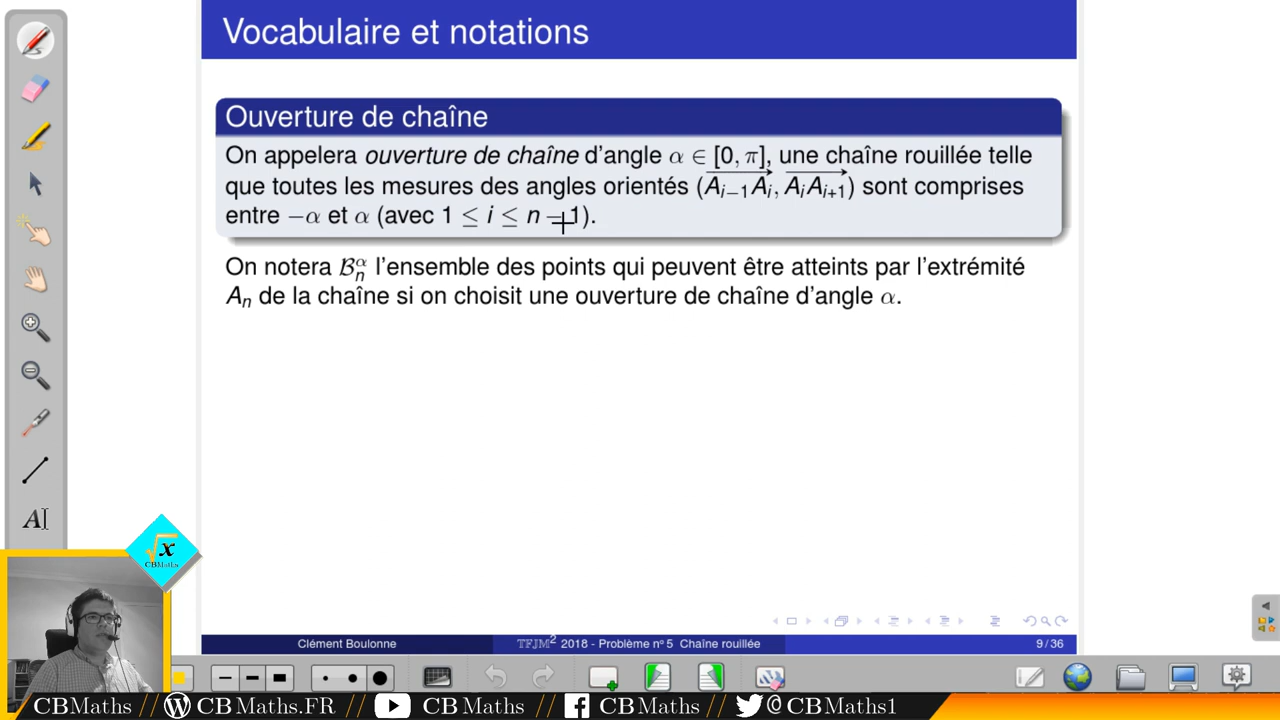 Vocabulaire et notations
Ouverture de chaîne
On appelera ouverture de chaîne d'angle α ∈ [0, π], une chaîne rouillée telle
que toutes les mesures des angles orientés (A_{i−1}A_i, A_iA_{i+1}) sont comprises
entre −α et α (avec 1 ≤ i ≤ n − 1).
On notera ℬ_n^α l'ensemble des points qui peuvent être atteints par l'extrémité
A_n de la chaîne si on choisit une ouverture de chaîne d'angle α.
A
√x
CBMaths
Clément Boulonne
TFJM² 2018 - Problème nº 5 Chaîne rouillée
9 / 36
CBMaths
CBMaths.FR
CBMaths
CBMaths
@CBMaths1